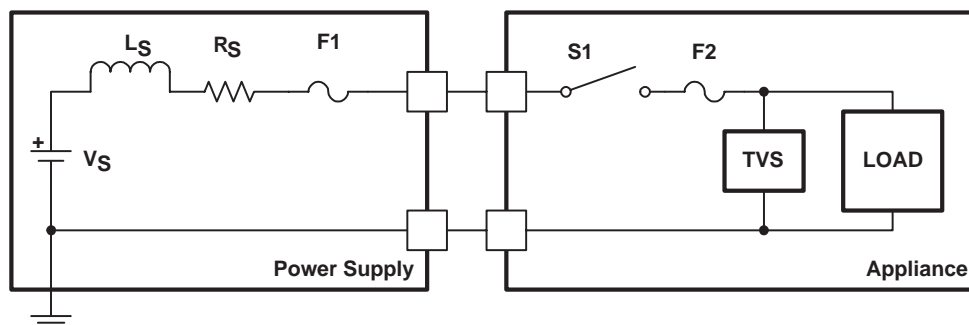 LS
RS
F1
S1
F2
+
VS
TVS
LOAD
Power Supply
Appliance